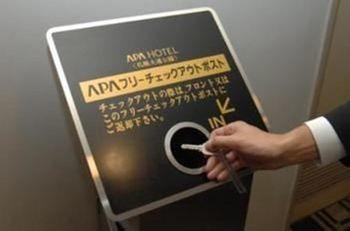 APA HOTEL
APAフリーチェックアウトポスト
チェックアウトの際は、フロント又は
このフリーチェックアウトポストに
ご返却下さい。
IN